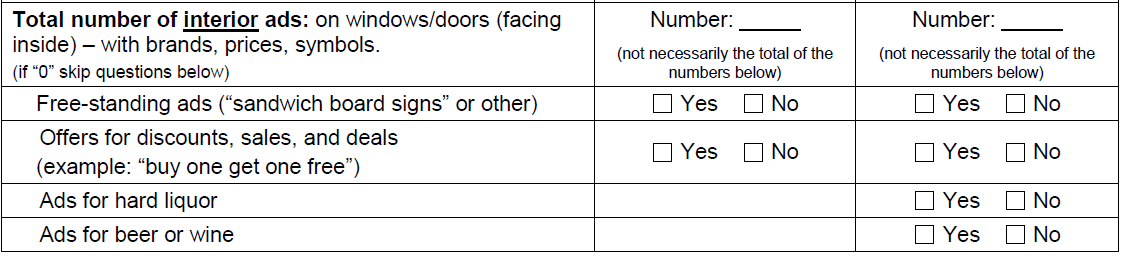 Total number of interior ads: on windows/doors (facing
inside) – with brands, prices, symbols.
(if “0” skip questions below)
Number: _____
(not necessarily the total of the
numbers below)
Number: _____
(not necessarily the total of the
numbers below)
Free-standing ads (“sandwich board signs” or other)
☐ Yes ☐ No
☐ Yes ☐ No
Offers for discounts, sales, and deals
(example: “buy one get one free”)
☐ Yes ☐ No
☐ Yes ☐ No
Ads for hard liquor
☐ Yes ☐ No
Ads for beer or wine
☐ Yes ☐ No